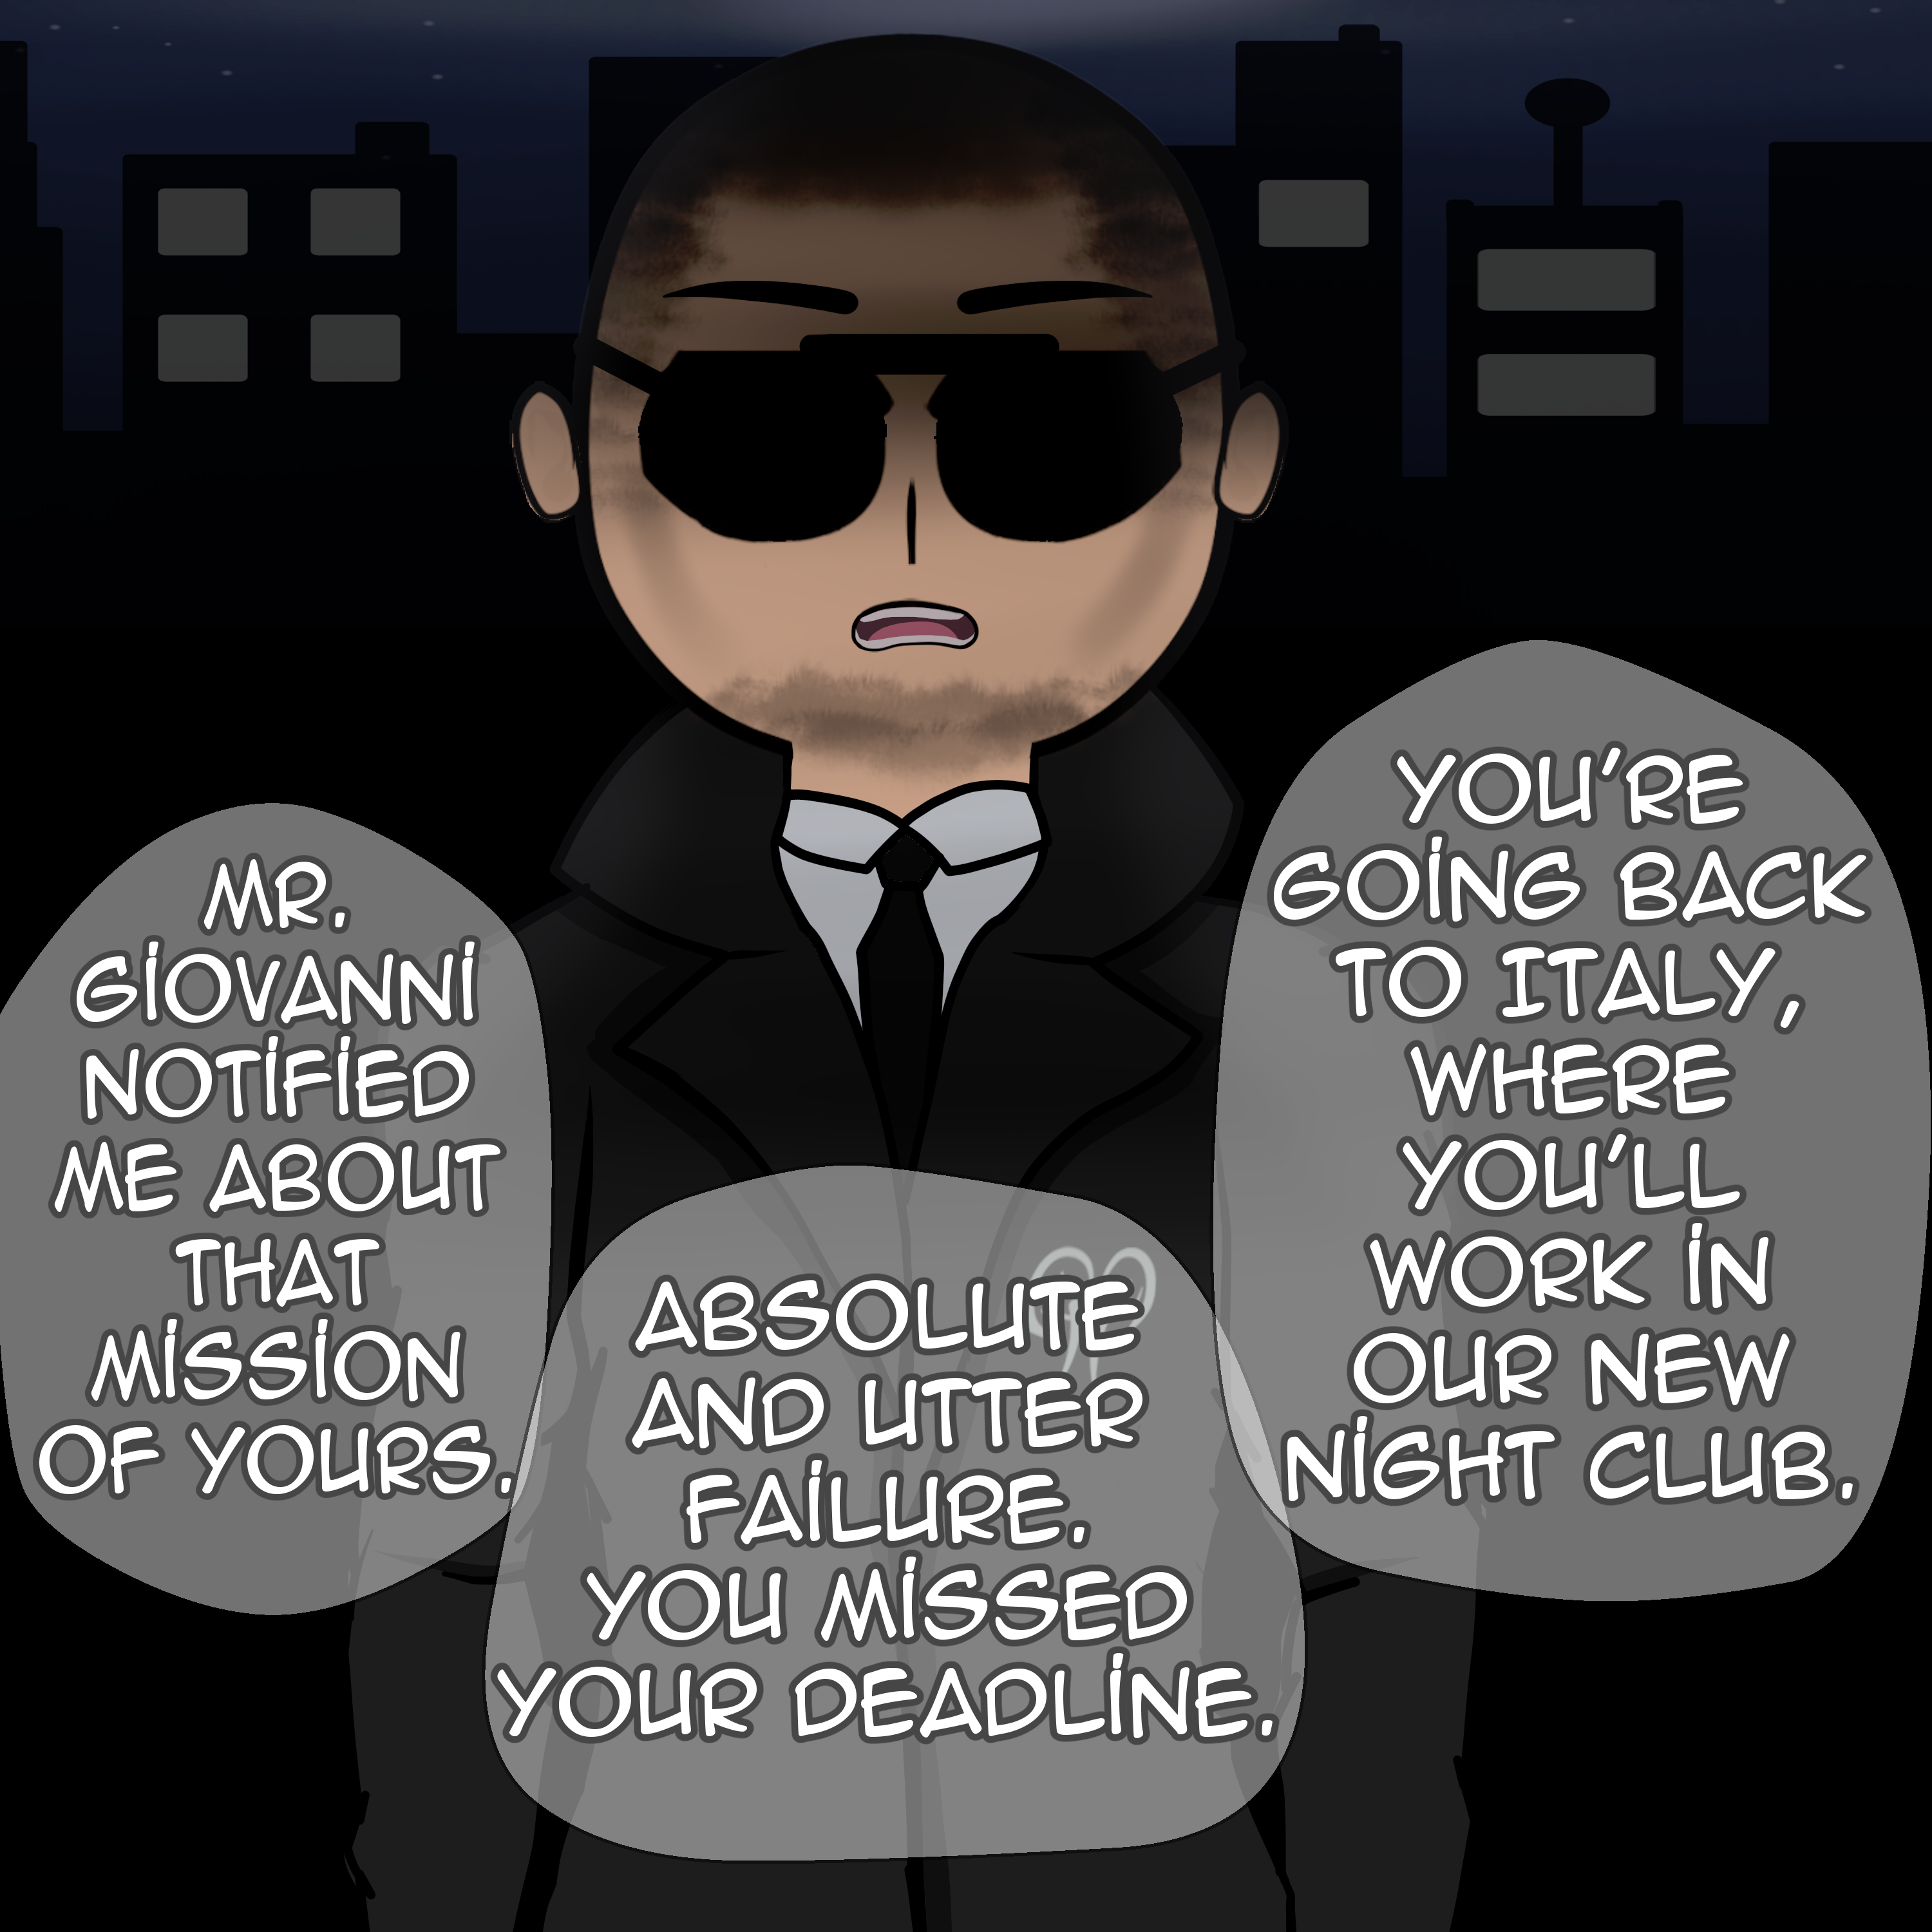 MR.
GIOVANNI
NOTIFIED
ME ABOUT
THAT
MISSION
OF YOURS.
ABSOLUTE
AND UTTER
FAILURE.
YOU MISSED
YOUR DEADLINE.
YOU'RE
GOING BACK
TO ITALY,
WHERE
YOU'LL
WORK IN
OUR NEW
NIGHT CLUB.